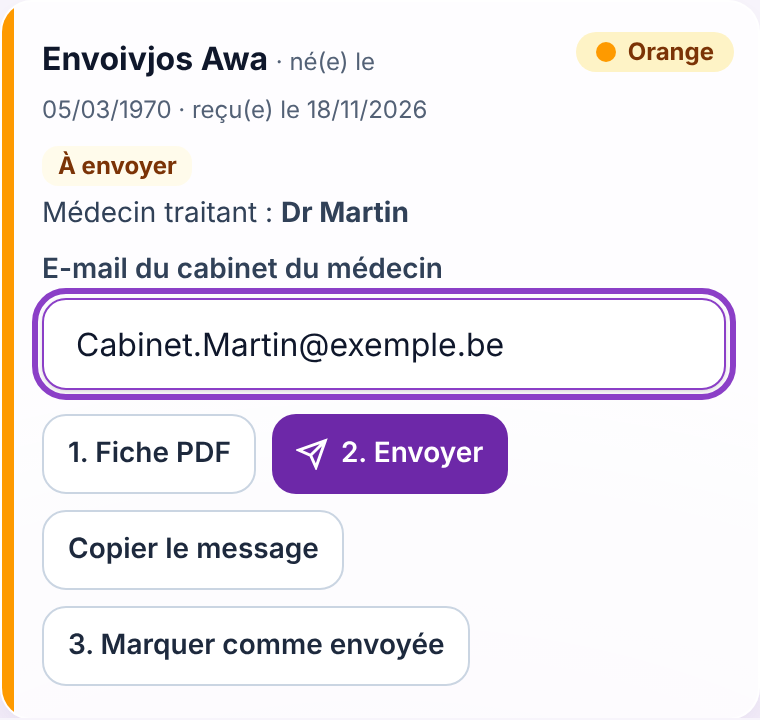 Envoivjos Awa · né(e) le
Orange
05/03/1970 · reçu(e) le 18/11/2026
À envoyer
Médecin traitant : Dr Martin
E-mail du cabinet du médecin
Cabinet.Martin@exemple.be
1. Fiche PDF
2. Envoyer
Copier le message
3. Marquer comme envoyée